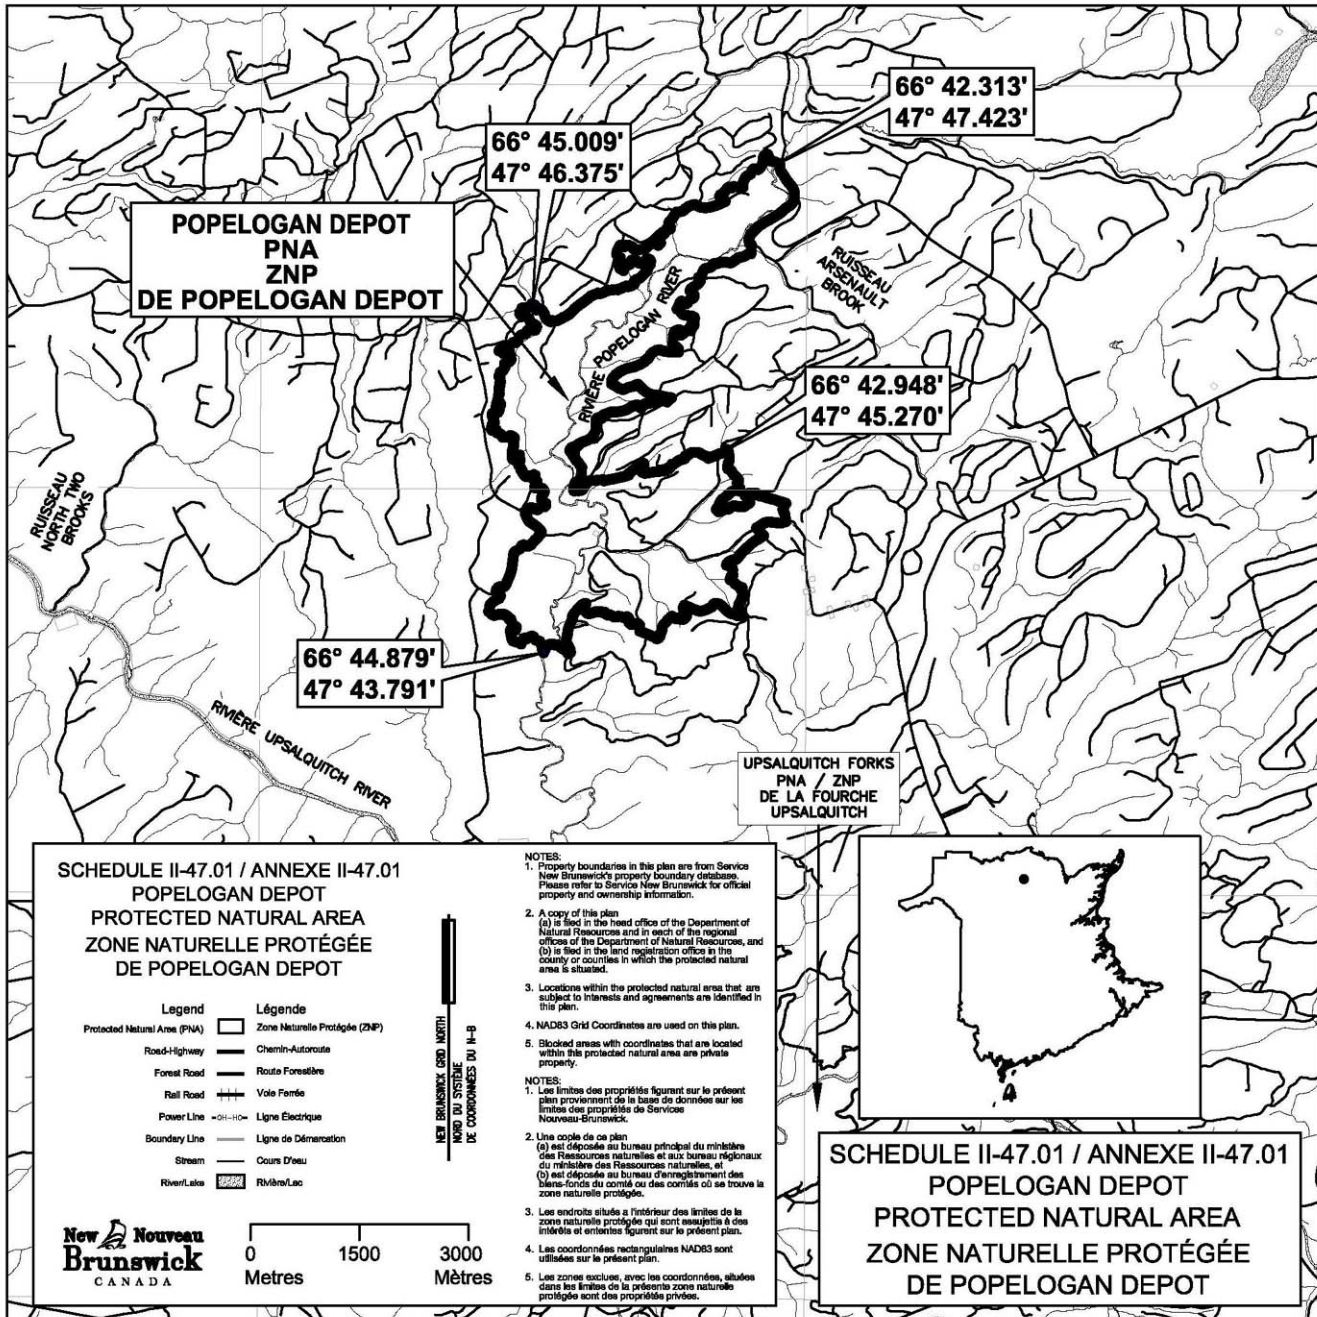 66° 42.313'
47° 47.423'
66° 45.009'
47° 46.375'
POPELOGAN DEPOT
PNA
ZNP
DE POPELOGAN DEPOT
RUISSEAU
ARSENAULT
BROOK
RIVIÈRE POPELOGAN RIVER
66° 42.948'
47° 45.270'
RUISSEAU
NORTH TWO
BROOKS
66° 44.879'
47° 43.791'
RIVIÈRE UPSALQUITCH RIVER
UPSALQUITCH FORKS
PNA / ZNP
DE LA FOURCHE
UPSALQUITCH
SCHEDULE II-47.01 / ANNEXE II-47.01
POPELOGAN DEPOT
PROTECTED NATURAL AREA
ZONE NATURELLE PROTÉGÉE
DE POPELOGAN DEPOT
Legend Légende
Protected Natural Area (PNA) Zone Naturelle Protégée (ZNP)
Road-Highway Chemin-Autoroute
Forest Road Route Forestière
Rail Road Voie Ferrée
Power Line OH-HO Ligne Électrique
Boundary Line Ligne de Démarcation
Stream Cours D'eau
River/Lake Rivière/Lac
NEW BRUNSWICK GRID NORTH
NORD DU SYSTÈME
DE COORDONNÉES DU N-B
New Nouveau
Brunswick
CANADA
0 1500 3000
Metres Mètres
NOTES:
1. Property boundaries in this plan are from Service
New Brunswick's property boundary database.
Please refer to Service New Brunswick for official
property and ownership information.
2. A copy of this plan
(a) is filed in the head office of the Department of
Natural Resources and in each of the regional
offices of the Department of Natural Resources, and
(b) is filed in the land registration office in the
county or counties in which the protected natural
area is situated.
3. Locations within the protected natural area that are
subject to interests and agreements are identified in
this plan.
4. NAD83 Grid Coordinates are used on this plan.
5. Blocked areas with coordinates that are located
within this protected natural area are private
property.
NOTES:
1. Les limites des propriétés figurant sur le présent
plan proviennent de la base de données sur les
limites des propriétés de Services
Nouveau-Brunswick.
2. Une copie de ce plan
(a) est déposée au bureau principal du ministère
des Ressources naturelles et aux bureau régionaux
du ministère des Ressources naturelles, et
(b) est déposée au bureau d'enregistrement des
biens-fonds du comté ou des comtés où se trouve la
zone naturelle protégée.
3. Les endroits situés a l'intérieur des limites de la
zone naturelle protégée qui sont assujettis à des
intérêts et ententes figurent sur le présent plan.
4. Les coordonnées rectangulaires NAD83 sont
utilisées sur le présent plan.
5. Les zones exclues, avec les coordonnées, situées
dans les limites de la présente zone naturelle
protégée sont des propriétés privées.
SCHEDULE II-47.01 / ANNEXE II-47.01
POPELOGAN DEPOT
PROTECTED NATURAL AREA
ZONE NATURELLE PROTÉGÉE
DE POPELOGAN DEPOT